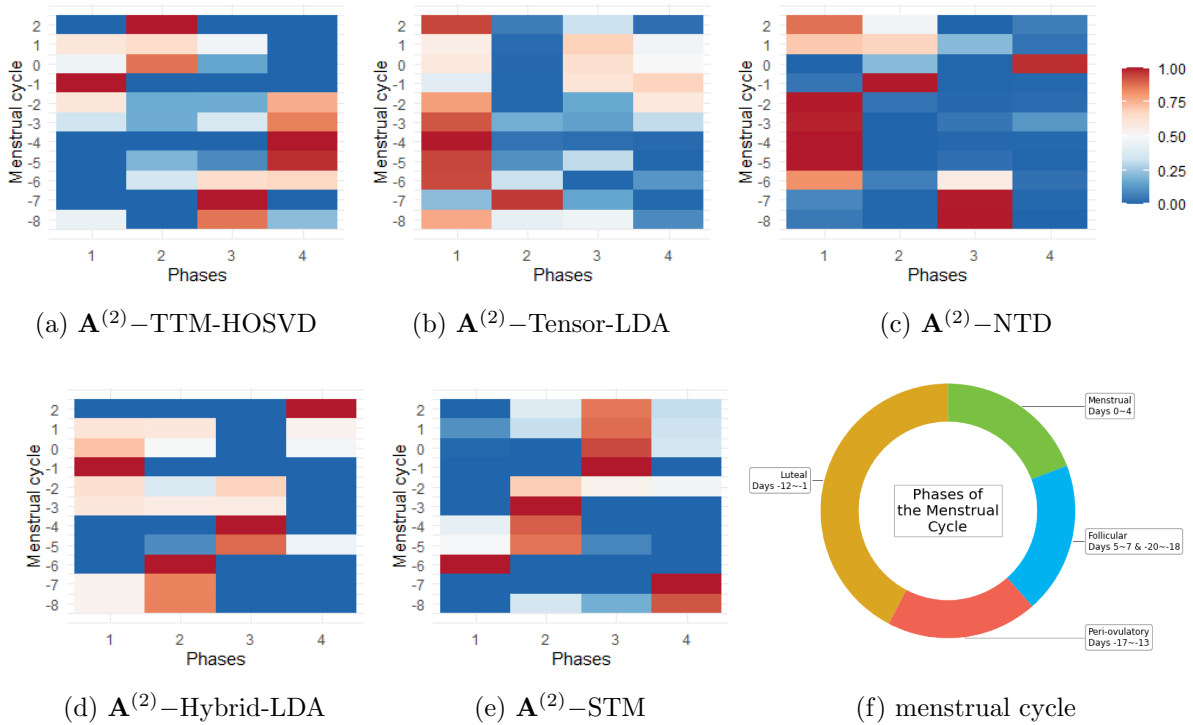 Menstrual cycle
2
1
0
-1
-2
-3
-4
-5
-6
-7
-8
1 2 3 4
Phases
(a) A(2)−TTM-HOSVD
Menstrual cycle
2
1
0
-1
-2
-3
-4
-5
-6
-7
-8
1 2 3 4
Phases
(b) A(2)−Tensor-LDA
Menstrual cycle
2
1
0
-1
-2
-3
-4
-5
-6
-7
-8
1 2 3 4
Phases
(c) A(2)−NTD
1.00
0.75
0.50
0.25
0.00
Menstrual cycle
2
1
0
-1
-2
-3
-4
-5
-6
-7
-8
1 2 3 4
Phases
(d) A(2)−Hybrid-LDA
Menstrual cycle
2
1
0
-1
-2
-3
-4
-5
-6
-7
-8
1 2 3 4
Phases
(e) A(2)−STM
Menstrual
Days 0~4
Luteal
Days -12~-1
Phases of
the Menstrual
Cycle
Follicular
Days 5~7 & -20~-18
Peri-ovulatory
Days -17~-13
(f) menstrual cycle